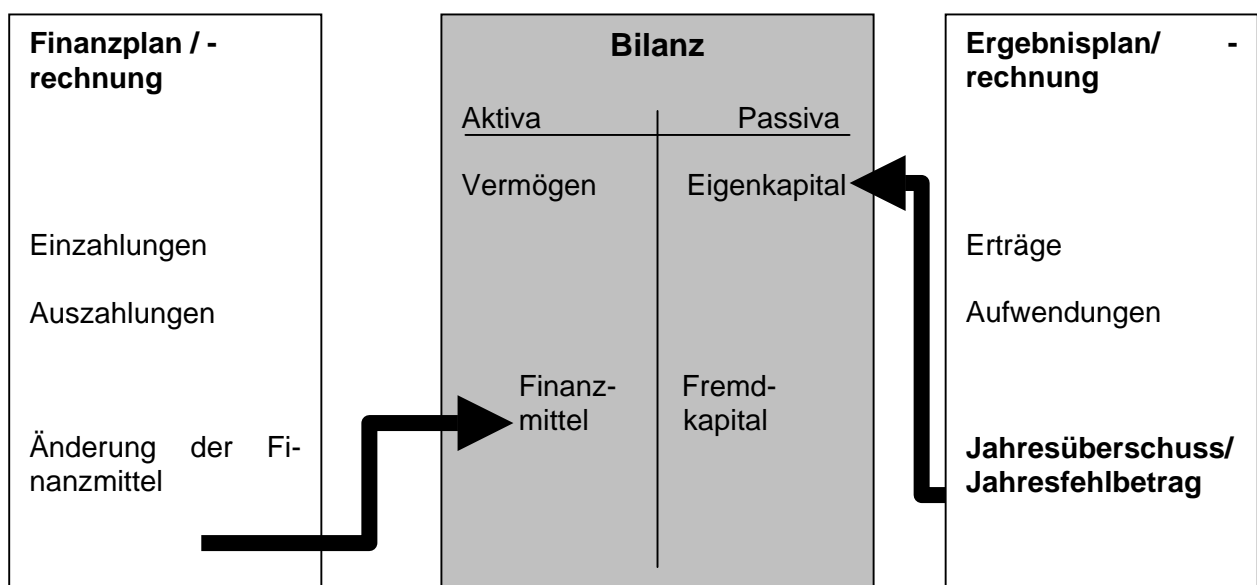 Finanzplan / -
rechnung
Einzahlungen
Auszahlungen
Änderung der Fi-
nanzmittel
Bilanz
Aktiva Passiva
Vermögen Eigenkapital
Finanz- Fremd-
mittel kapital
Ergebnisplan/ -
rechnung
Erträge
Aufwendungen
Jahresüberschuss/
Jahresfehlbetrag